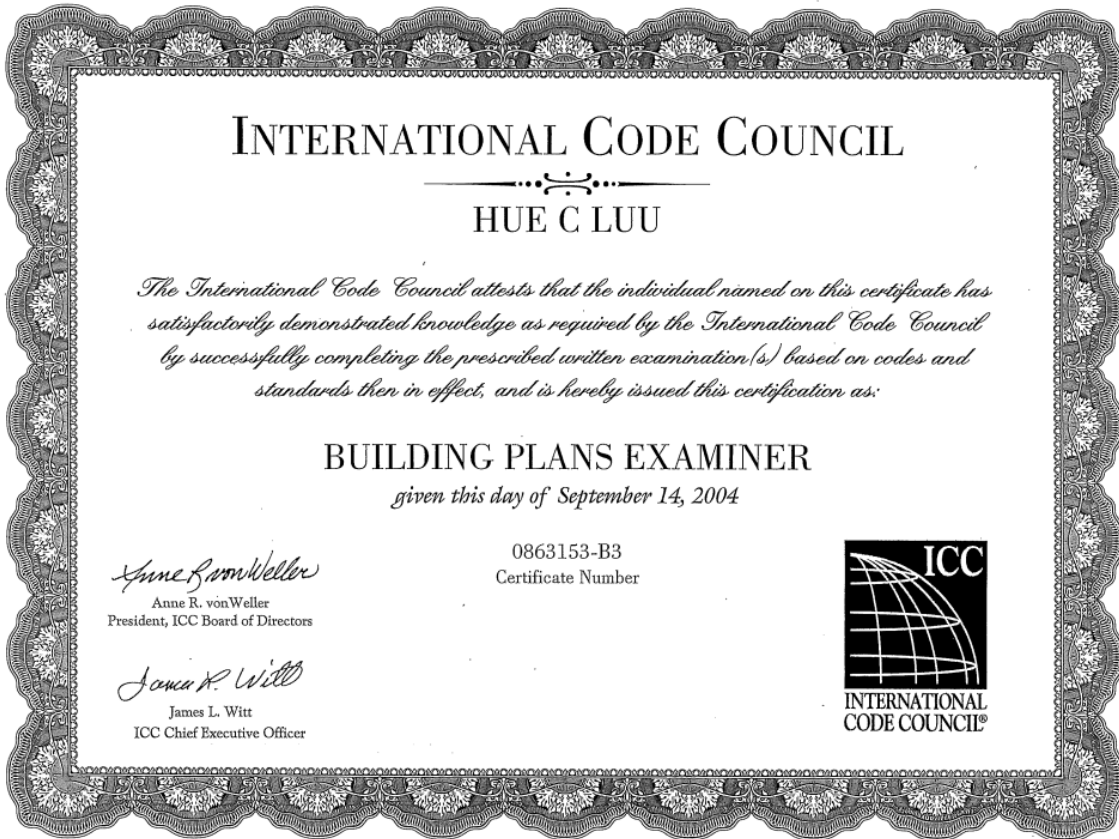 INTERNATIONAL CODE COUNCIL
HUE C LUU
The International Code Council attests that the individual named on this certificate has
satisfactorily demonstrated knowledge as required by the International Code Council
by successfully completing the prescribed written examination(s) based on codes and
standards then in effect, and is hereby issued this certification as:
BUILDING PLANS EXAMINER
given this day of September 14, 2004
0863153-B3
Certificate Number
Anne R vonWeller
Anne R. vonWeller
President, ICC Board of Directors
James L. Witt
James L. Witt
ICC Chief Executive Officer
ICC
INTERNATIONAL
CODE COUNCIL®